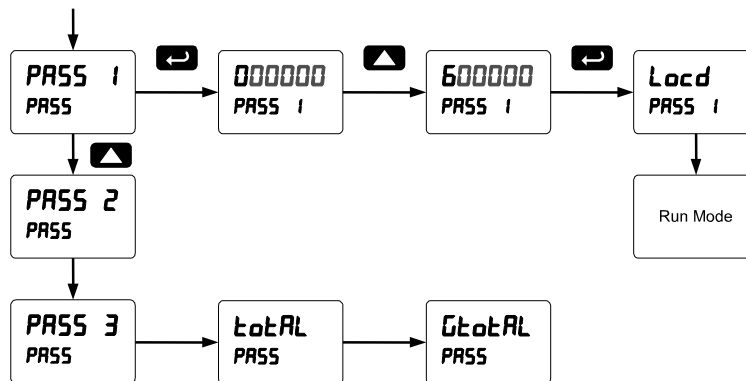 PASS 1
PASS
000000
PASS 1
600000
PASS 1
Locd
PASS 1
PASS 2
PASS
Run Mode
PASS 3
PASS
totAL
PASS
GtotAL
PASS